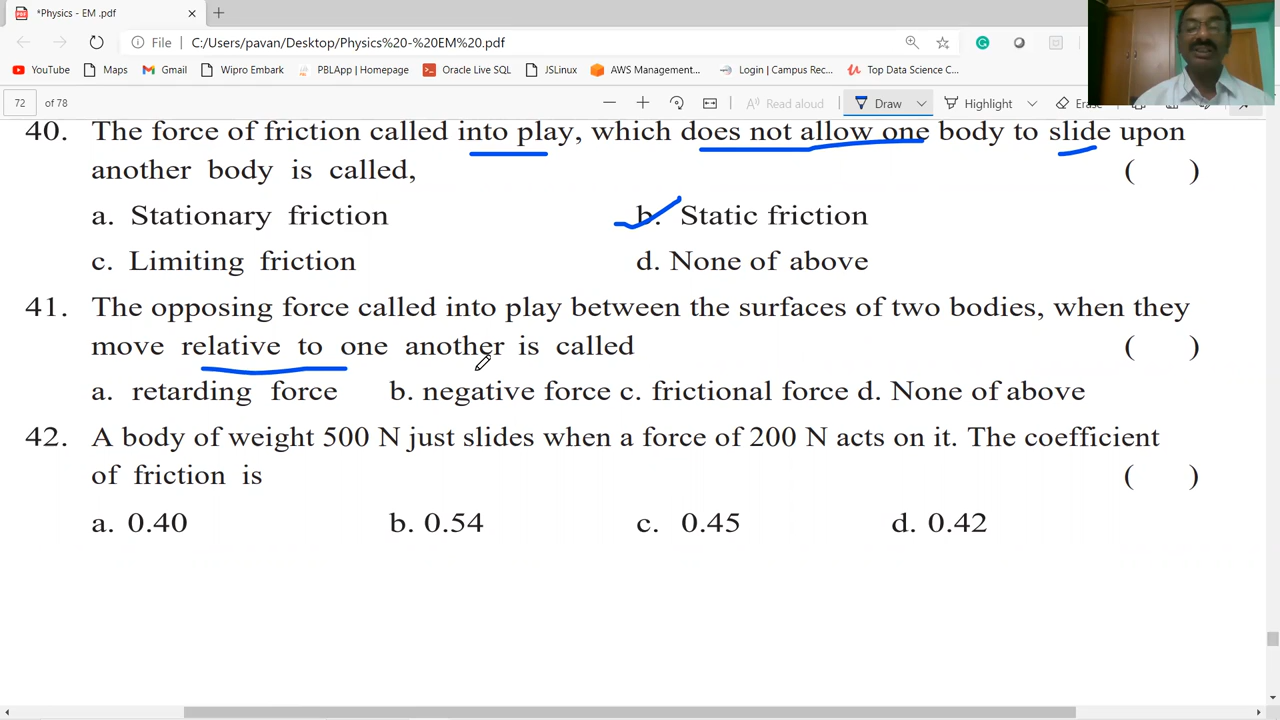 *Physics - EM .pdf
File C:/Users/pavan/Desktop/Physics%20-%20EM%20.pdf
YouTube Maps Gmail Wipro Embark PBLApp | Homepage Oracle Live SQL JSLinux AWS Management... Login | Campus Rec... Top Data Science C...
72 of 78 Read aloud Draw Highlight Erase
40. The force of friction called into play, which does not allow one body to slide upon
another body is called, ( )
a. Stationary friction b. Static friction
c. Limiting friction d. None of above
41. The opposing force called into play between the surfaces of two bodies, when they
move relative to one another is called ( )
a. retarding force b. negative force c. frictional force d. None of above
42. A body of weight 500 N just slides when a force of 200 N acts on it. The coefficient
of friction is ( )
a. 0.40 b. 0.54 c. 0.45 d. 0.42